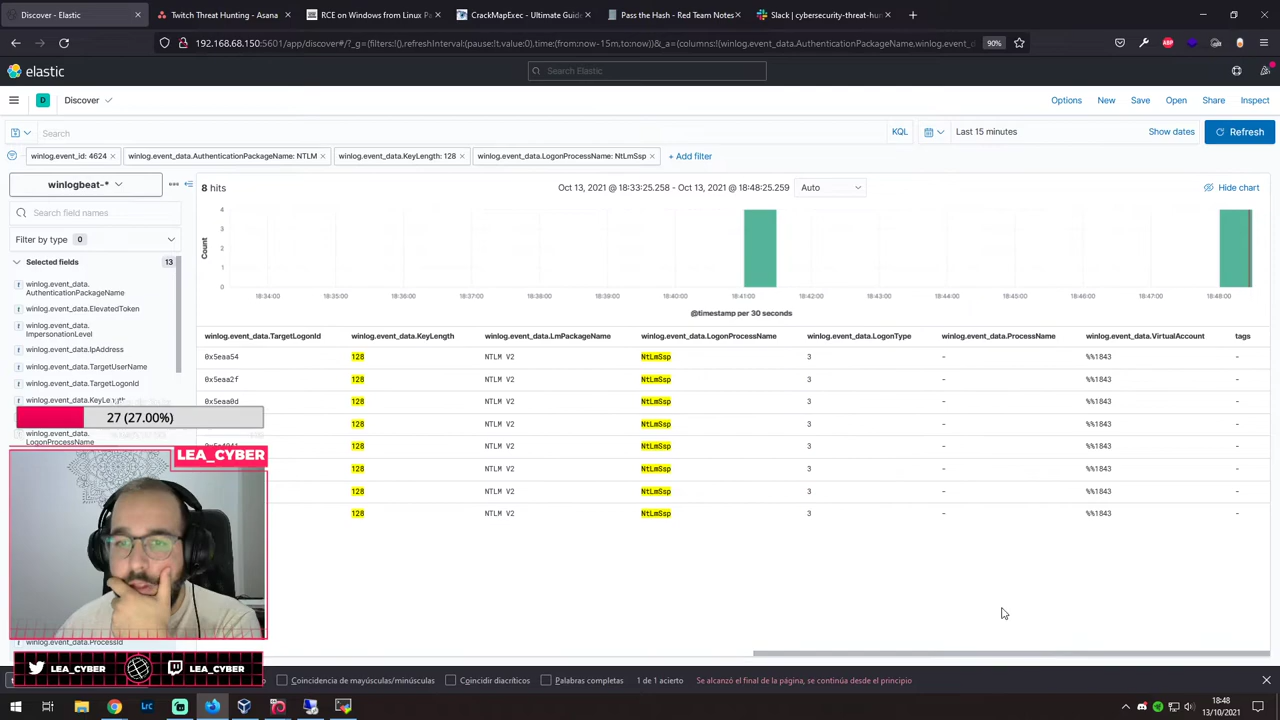 Discover - Elastic
Twitch Threat Hunting - Asana
RCE on Windows from Linux Pa
CrackMapExec - Ultimate Guide
Pass the Hash - Red Team Notes
Slack | cybersecurity-threat-hun
192.168.68.150:5601/app/discover#/?_g=(filters:!(),refreshInterval:(pause:!t,value:0),time:(from:now-15m,to:now))&_a=(columns:!(winlog.event_data.AuthenticationPackageName,winlog.event_d
90%
elastic
Search Elastic
D
Discover
Options New Save Open Share Inspect
Search
KQL
Last 15 minutes
Show dates
Refresh
winlog.event_id: 4624 ×
winlog.event_data.AuthenticationPackageName: NTLM ×
winlog.event_data.KeyLength: 128 ×
winlog.event_data.LogonProcessName: NtLmSsp ×
+ Add filter
winlogbeat-*
8 hits
Oct 13, 2021 @ 18:33:25.258 - Oct 13, 2021 @ 18:48:25.259
Auto
Hide chart
Search field names
Filter by type 0
Selected fields 13
t winlog.event_data.
AuthenticationPackageName
t winlog.event_data.ElevatedToken
t winlog.event_data.
ImpersonationLevel
t winlog.event_data.IpAddress
t winlog.event_data.TargetUserName
t winlog.event_data.TargetLogonId
t winlog.event_data.KeyLength
t winlog.event_data.
LogonProcessName
Count
4
3
2
1
0
18:34:00 18:35:00 18:36:00 18:37:00 18:38:00 18:39:00 18:40:00 18:41:00 18:42:00 18:43:00 18:44:00 18:45:00 18:46:00 18:47:00 18:48:00
@timestamp per 30 seconds
winlog.event_data.TargetLogonId winlog.event_data.KeyLength winlog.event_data.LmPackageName winlog.event_data.LogonProcessName winlog.event_data.LogonType winlog.event_data.ProcessName winlog.event_data.VirtualAccount tags
0x5eaa54 128 NTLM V2 NtLmSsp 3 - %%1843 -
0x5eaa2f 128 NTLM V2 NtLmSsp 3 - %%1843 -
0x5eaa0d 128 NTLM V2 NtLmSsp 3 - %%1843 -
128 NTLM V2 NtLmSsp 3 - %%1843 -
128 NTLM V2 NtLmSsp 3 - %%1843 -
128 NTLM V2 NtLmSsp 3 - %%1843 -
128 NTLM V2 NtLmSsp 3 - %%1843 -
128 NTLM V2 NtLmSsp 3 - %%1843 -
27 (27.00%)
LEA_CYBER
t winlog.event_data.ProcessId
LEA_CYBER
LEA_CYBER
Coincidencia de mayúsculas/minúsculas
Coincidir diacríticos
Palabras completas
1 de 1 acierto
Se alcanzó el final de la página, se continúa desde el principio
18:48
13/10/2021